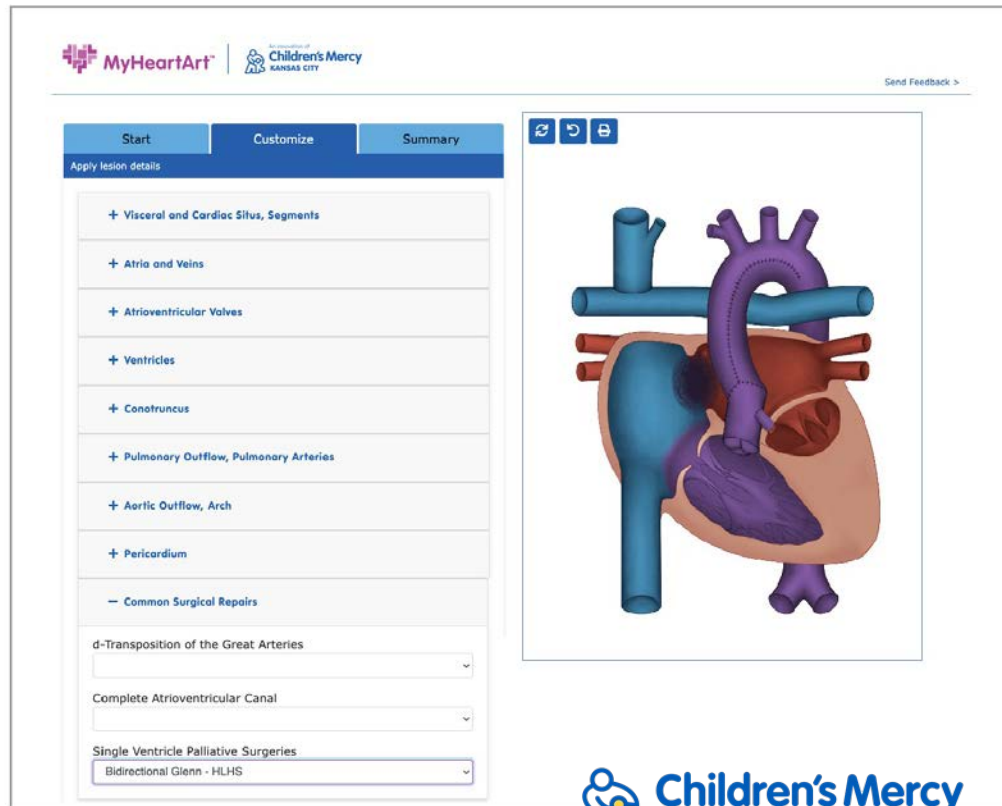 MyHeartArt™
An innovation of
Children's Mercy
KANSAS CITY
Send Feedback >
Start
Customize
Summary
Apply lesion details
+ Visceral and Cardiac Situs, Segments
+ Atria and Veins
+ Atrioventricular Valves
+ Ventricles
+ Conotruncus
+ Pulmonary Outflow, Pulmonary Arteries
+ Aortic Outflow, Arch
+ Pericardium
− Common Surgical Repairs
d-Transposition of the Great Arteries
Complete Atrioventricular Canal
Single Ventricle Palliative Surgeries
Bidirectional Glenn - HLHS
Children's Mercy